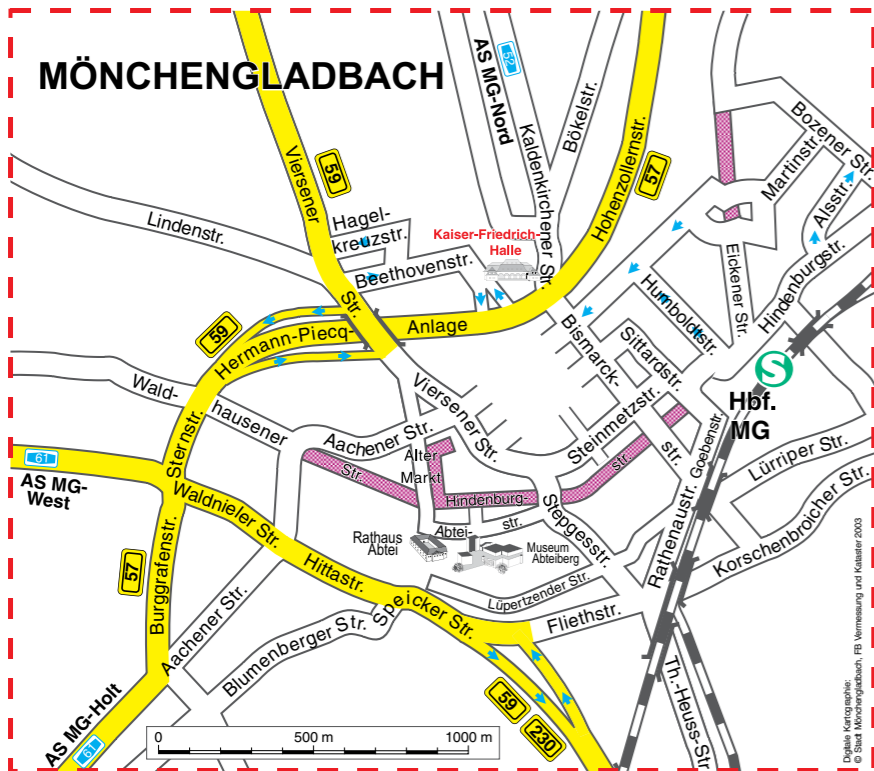 MÖNCHENGLADBACH
52
AS MG-Nord
Kaldenkirchener Str.
Bökelstr.
Hohenzollernstr.
57
Viersener
Str.
59
Lindenstr.
Hagel-
kreuzstr.
Beethovenstr.
Kaiser-Friedrich-
Halle
Bozener Str.
Martinstr.
Alsstr.
Eickener Str.
Hindenburgstr.
Humboldtstr.
Sittardstr.
str.
Bismarck-
59
Hermann-Piecq-
Anlage
Viersener Str.
Steinmetzstr.
S
Hbf.
MG
Goebenstr.
Lürriper Str.
Korschenbroicher Str.
Rathenaustr.
Wald-
hausener
Str.
Sternstr.
Aachener Str.
Alter
Markt
Hindenburg-
str.
61
AS MG-
West
Waldnieler Str.
Abtei-
str.
Stepgesstr.
Rathaus
Abtei
Museum
Abteiberg
57
Burggrafenstr.
Hittastr.
Speicker Str.
Lüpertzender Str.
Fliethstr.
Aachener Str.
Blumenberger Str.
Th.-Heuss-Str
59
230
AS MG-Holt
61
0 500 m 1000 m
Digitale Kartographie:
© Stadt Mönchengladbach, FB Vermessung und Kataster 2003